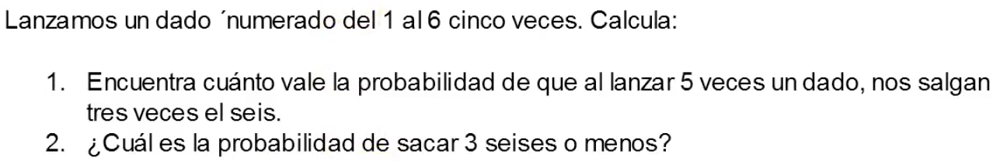 Lanzamos un dado ´numerado del 1 al 6 cinco veces. Calcula:
1. Encuentra cuánto vale la probabilidad de que al lanzar 5 veces un dado, nos salgan
tres veces el seis.
2. ¿Cuál es la probabilidad de sacar 3 seises o menos?